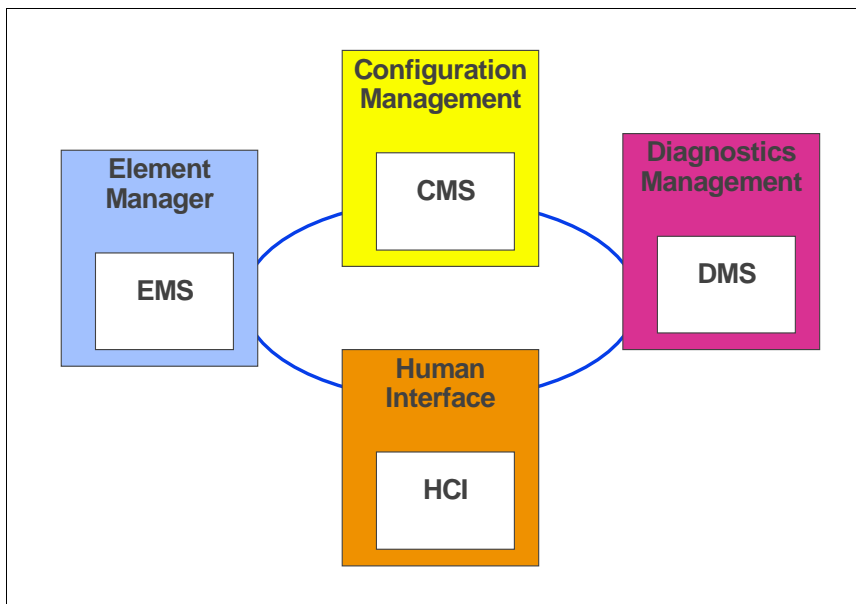 Configuration
Management
CMS
Element
Manager
EMS
Diagnostics
Management
DMS
Human
Interface
HCI